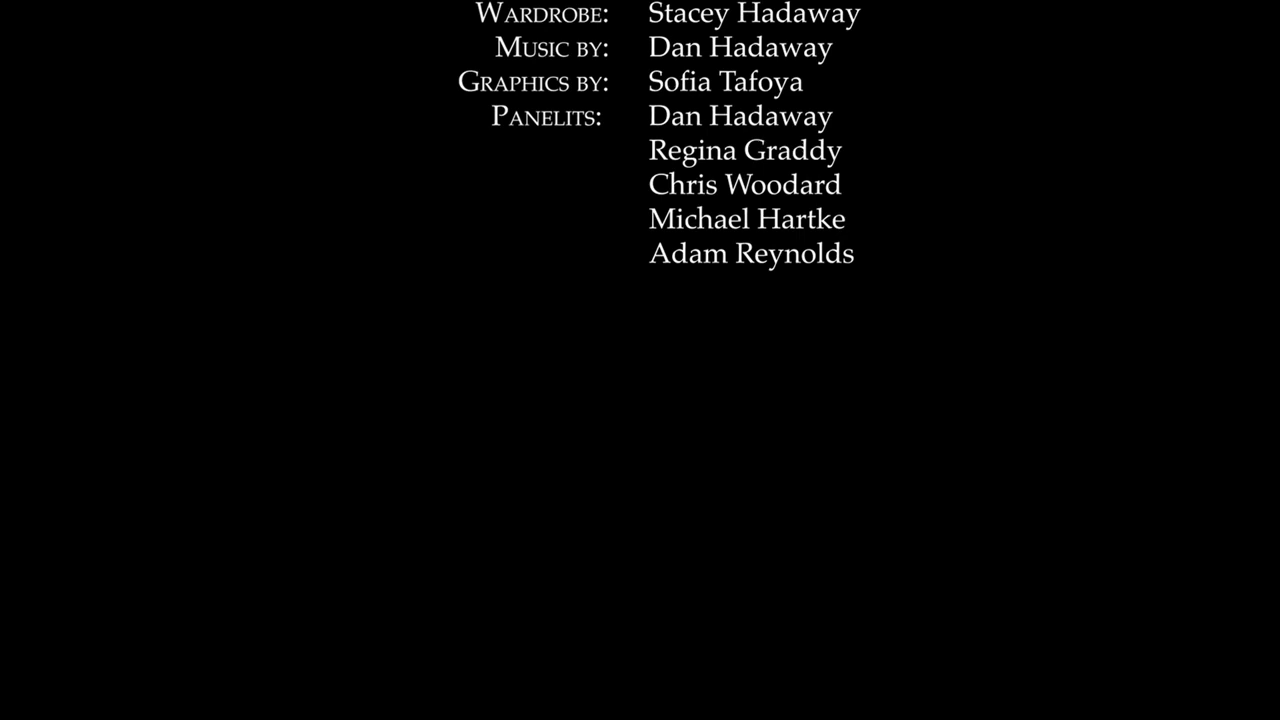 Wardrobe: Stacey Hadaway
Music by: Dan Hadaway
Graphics by: Sofia Tafoya
Panelits: Dan Hadaway
Regina Graddy
Chris Woodard
Michael Hartke
Adam Reynolds